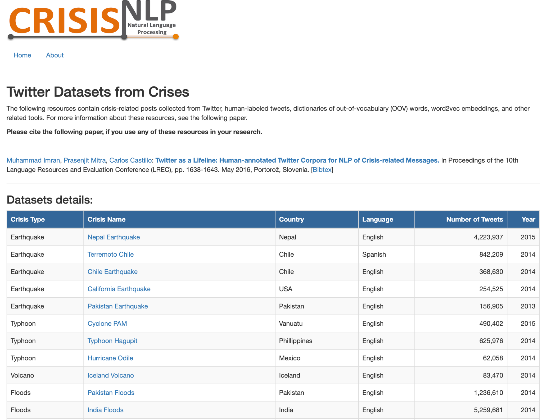 CRISISNLP
Natural Language
Processing
Home About
Twitter Datasets from Crises
The following resources contain crisis-related posts collected from Twitter, human-labeled tweets, dictionaries of out-of-vocabulary (OOV) words, word2vec embeddings, and other
related tools. For more information about these resources, see the following paper.
Please cite the following paper, if you use any of these resources in your research.
Muhammad Imran, Prasenjit Mitra, Carlos Castillo: Twitter as a Lifeline: Human-annotated Twitter Corpora for NLP of Crisis-related Messages. In Proceedings of the 10th
Language Resources and Evaluation Conference (LREC), pp. 1638-1643. May 2016, Portorož, Slovenia. [Bibtex]
Datasets details:
Crisis Type Crisis Name Country Language Number of Tweets Year
Earthquake Nepal Earthquake Nepal English 4,223,937 2015
Earthquake Terremoto Chile Chile Spanish 842,209 2014
Earthquake Chile Earthquake Chile English 368,630 2014
Earthquake California Earthquake USA English 254,525 2014
Earthquake Pakistan Earthquake Pakistan English 156,905 2013
Typhoon Cyclone PAM Vanuatu English 490,402 2015
Typhoon Typhoon Hagupit Phillippines English 625,976 2014
Typhoon Hurricane Odile Mexico English 62,058 2014
Volcano Iceland Volcano Iceland English 83,470 2014
Floods Pakistan Floods Pakistan English 1,236,610 2014
Floods India Floods India English 5,259,681 2014